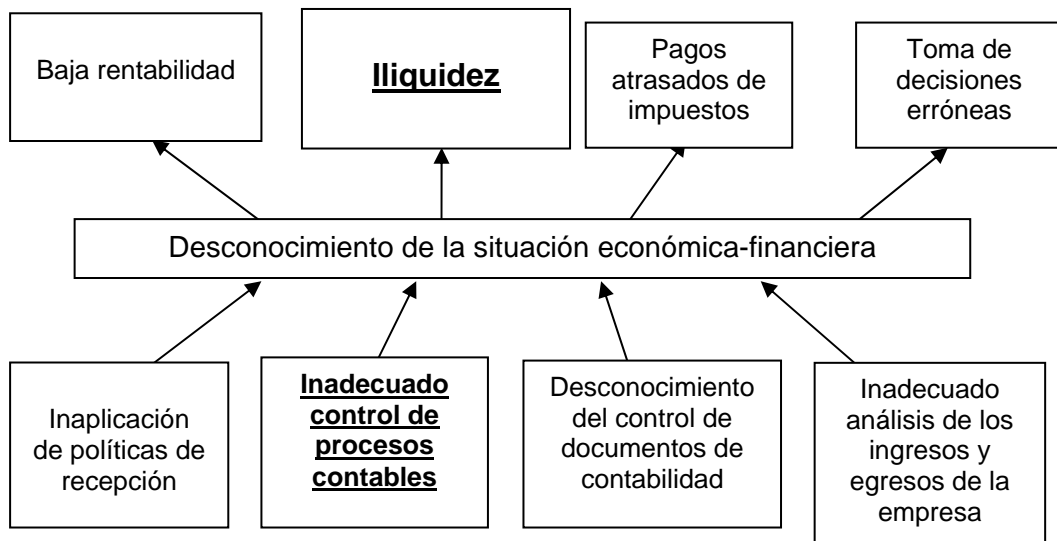 Baja rentabilidad
Iliquidez
Pagos
atrasados de
impuestos
Toma de
decisiones
erróneas
Desconocimiento de la situación económica-financiera
Inaplicación
de políticas de
recepción
Inadecuado
control de
procesos
contables
Desconocimiento
del control de
documentos de
contabilidad
Inadecuado
análisis de los
ingresos y
egresos de la
empresa